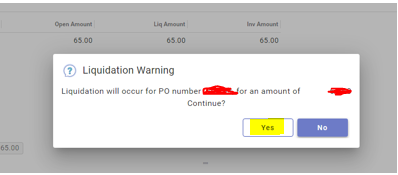 Open Amount Liq Amount Inv Amount
65.00 65.00 65.00
Liquidation Warning
Liquidation will occur for PO number for an amount of
Continue?
Yes No
65.00